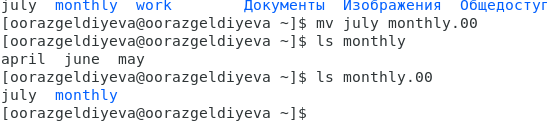 july monthly work Документы Изображения Общедоступ
[oorazgeldiyeva@oorazgeldiyeva ~]$ mv july monthly.00
[oorazgeldiyeva@oorazgeldiyeva ~]$ ls monthly
april june may
[oorazgeldiyeva@oorazgeldiyeva ~]$ ls monthly.00
july monthly
[oorazgeldiyeva@oorazgeldiyeva ~]$